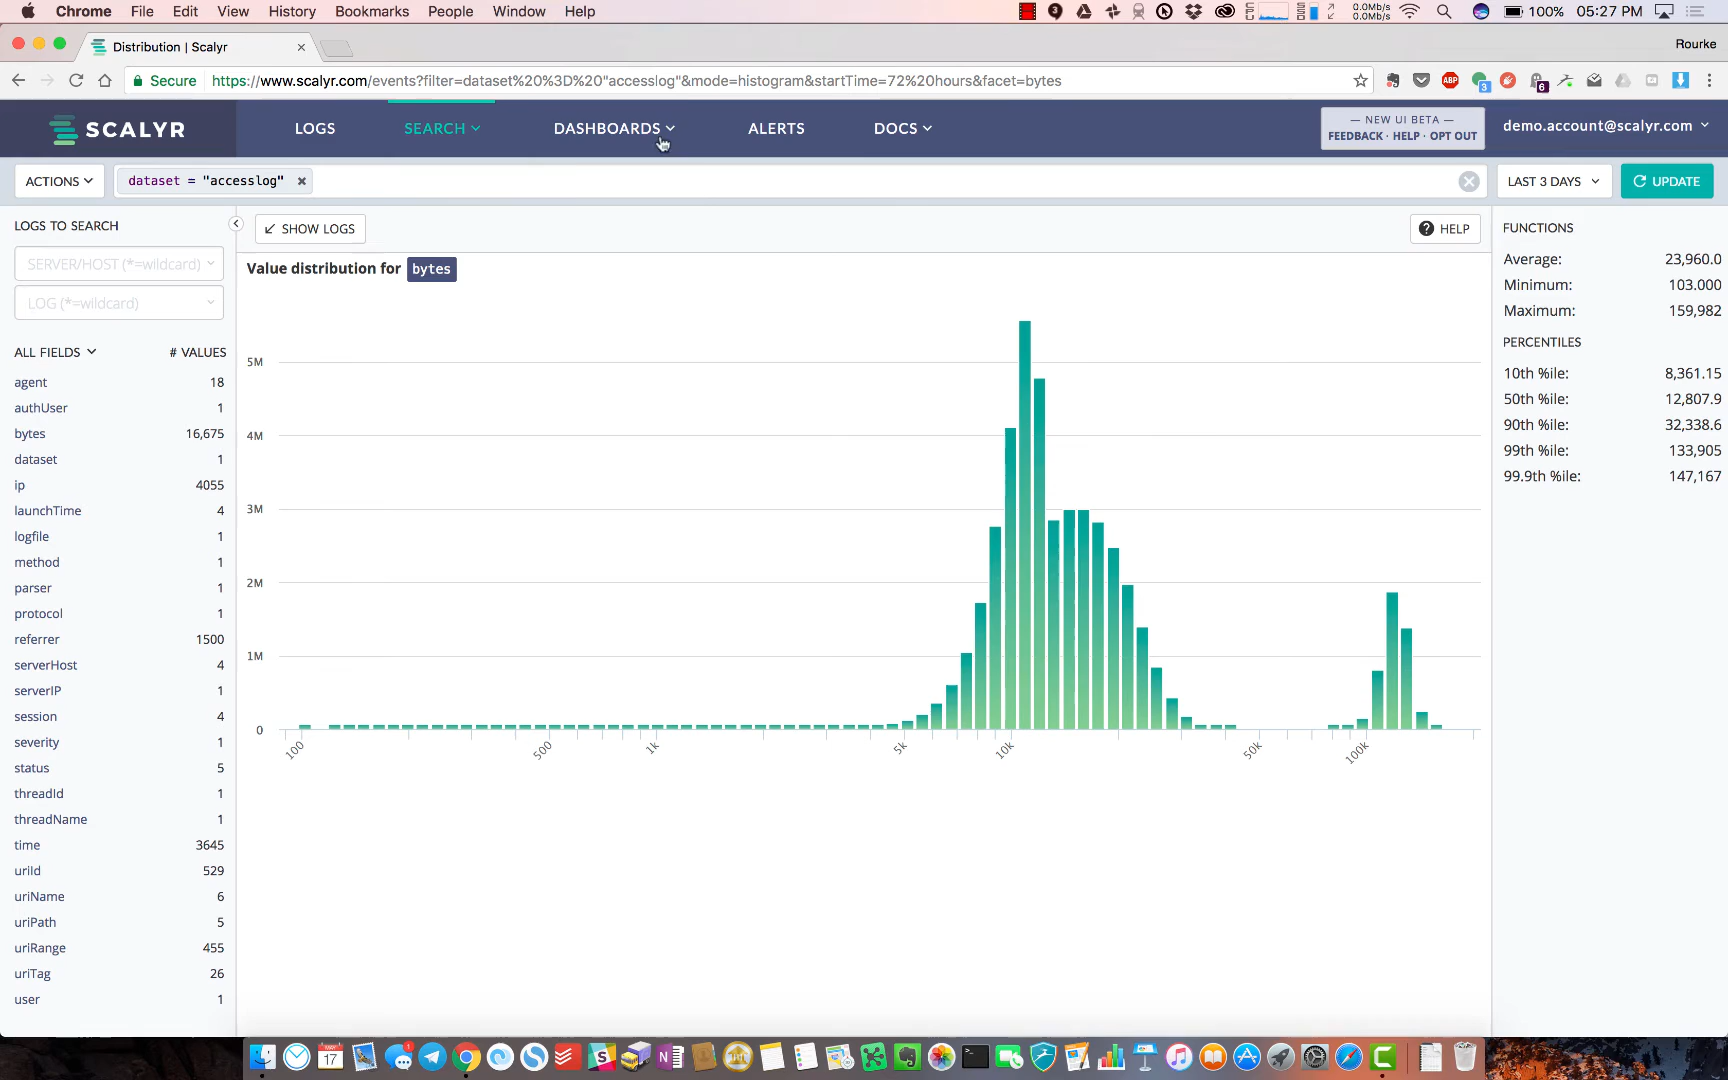 Chrome File Edit View History Bookmarks People Window Help 0.0Mb/s 0.0Mb/s 100% 05:27 PM
Distribution | Scalyr
Rourke
Secure https://www.scalyr.com/events?filter=dataset%20%3D%20"accesslog"&mode=histogram&startTime=72%20hours&facet=bytes
SCALYR LOGS SEARCH DASHBOARDS ALERTS DOCS
— NEW UI BETA —
FEEDBACK · HELP · OPT OUT
demo.account@scalyr.com
ACTIONS dataset = "accesslog" LAST 3 DAYS UPDATE
LOGS TO SEARCH
SERVER/HOST (*=wildcard)
LOG (*=wildcard)
ALL FIELDS # VALUES
agent 18
authUser 1
bytes 16,675
dataset 1
ip 4055
launchTime 4
logfile 1
method 1
parser 1
protocol 1
referrer 1500
serverHost 4
serverIP 1
session 4
severity 1
status 5
threadId 1
threadName 1
time 3645
uriId 529
uriName 6
uriPath 5
uriRange 455
uriTag 26
user 1
SHOW LOGS
HELP
Value distribution for bytes
5M
4M
3M
2M
1M
0
100 500 1k 5k 10k 50k 100k
FUNCTIONS
Average: 23,960.0
Minimum: 103.000
Maximum: 159,982
PERCENTILES
10th %ile: 8,361.15
50th %ile: 12,807.9
90th %ile: 32,338.6
99th %ile: 133,905
99.9th %ile: 147,167
17